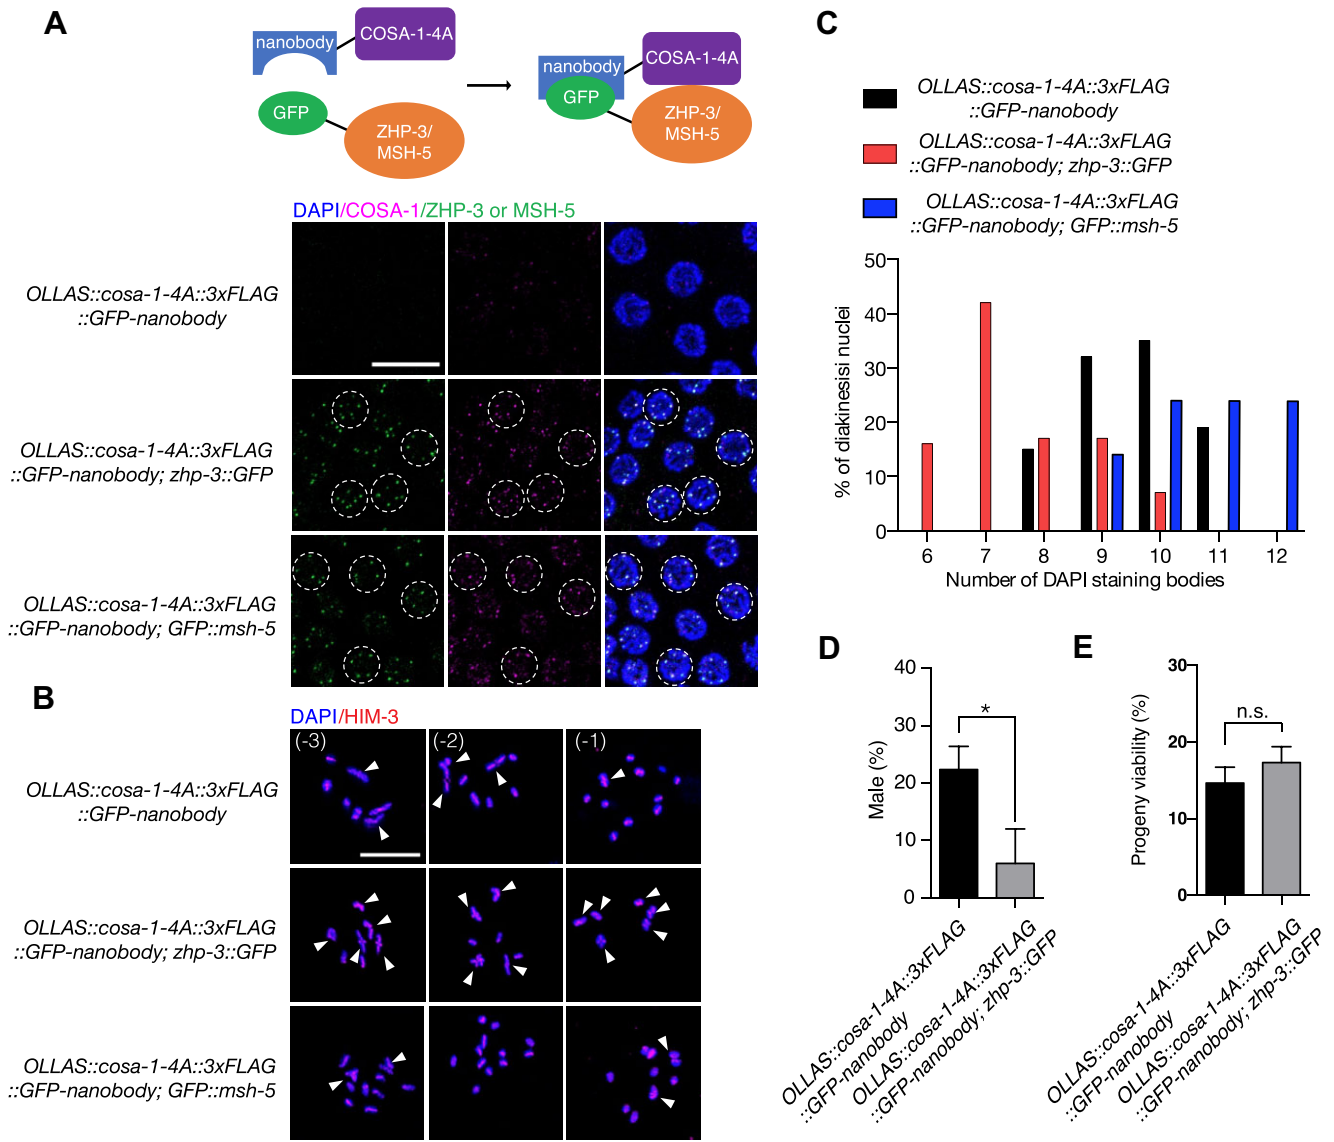 A
nanobody
COSA-1-4A
GFP
ZHP-3/
MSH-5
nanobody
COSA-1-4A
GFP
ZHP-3/
MSH-5
DAPI/COSA-1/ZHP-3 or MSH-5
OLLAS::cosa-1-4A::3xFLAG
::GFP-nanobody
OLLAS::cosa-1-4A::3xFLAG
::GFP-nanobody; zhp-3::GFP
OLLAS::cosa-1-4A::3xFLAG
::GFP-nanobody; GFP::msh-5
B
DAPI/HIM-3
(-3)
(-2)
(-1)
OLLAS::cosa-1-4A::3xFLAG
::GFP-nanobody
OLLAS::cosa-1-4A::3xFLAG
::GFP-nanobody; zhp-3::GFP
OLLAS::cosa-1-4A::3xFLAG
::GFP-nanobody; GFP::msh-5
C
OLLAS::cosa-1-4A::3xFLAG
::GFP-nanobody
OLLAS::cosa-1-4A::3xFLAG
::GFP-nanobody; zhp-3::GFP
OLLAS::cosa-1-4A::3xFLAG
::GFP-nanobody; GFP::msh-5
% of diakinesisi nuclei
50
40
30
20
10
0
6 7 8 9 10 11 12
Number of DAPI staining bodies
D
Male (%)
40
30
20
10
0
*
OLLAS::cosa-1-4A::3xFLAG
::GFP-nanobody
OLLAS::cosa-1-4A::3xFLAG
::GFP-nanobody; zhp-3::GFP
E
Progeny viability (%)
30
20
10
0
n.s.
OLLAS::cosa-1-4A::3xFLAG
::GFP-nanobody
OLLAS::cosa-1-4A::3xFLAG
::GFP-nanobody; zhp-3::GFP